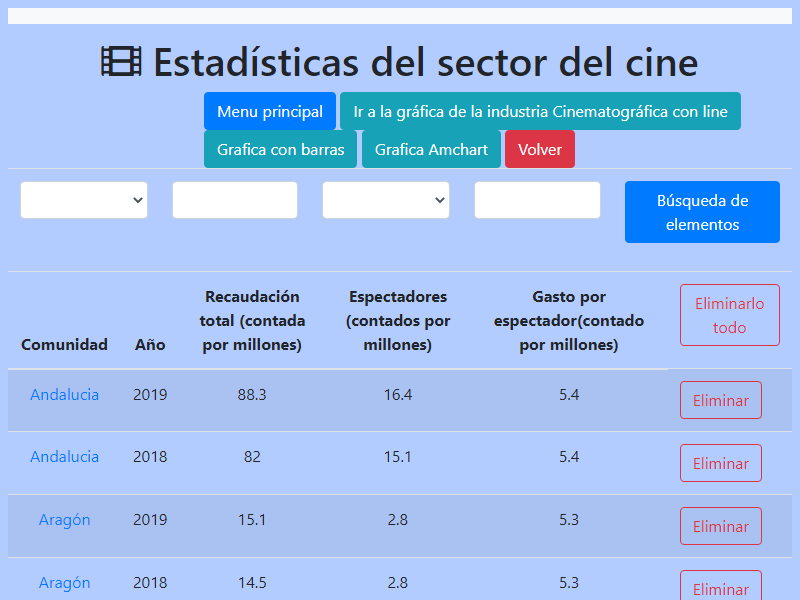 Estadísticas del sector del cine
Menu principal Ir a la gráfica de la industria Cinematográfica con line
Grafica con barras Grafica Amchart Volver
Búsqueda de
elementos
Comunidad Año Recaudación total (contada por millones) Espectadores (contados por millones) Gasto por espectador(contado por millones) Eliminarlo todo
Andalucia 2019 88.3 16.4 5.4 Eliminar
Andalucia 2018 82 15.1 5.4 Eliminar
Aragón 2019 15.1 2.8 5.3 Eliminar
Aragón 2018 14.5 2.8 5.3 Eliminar